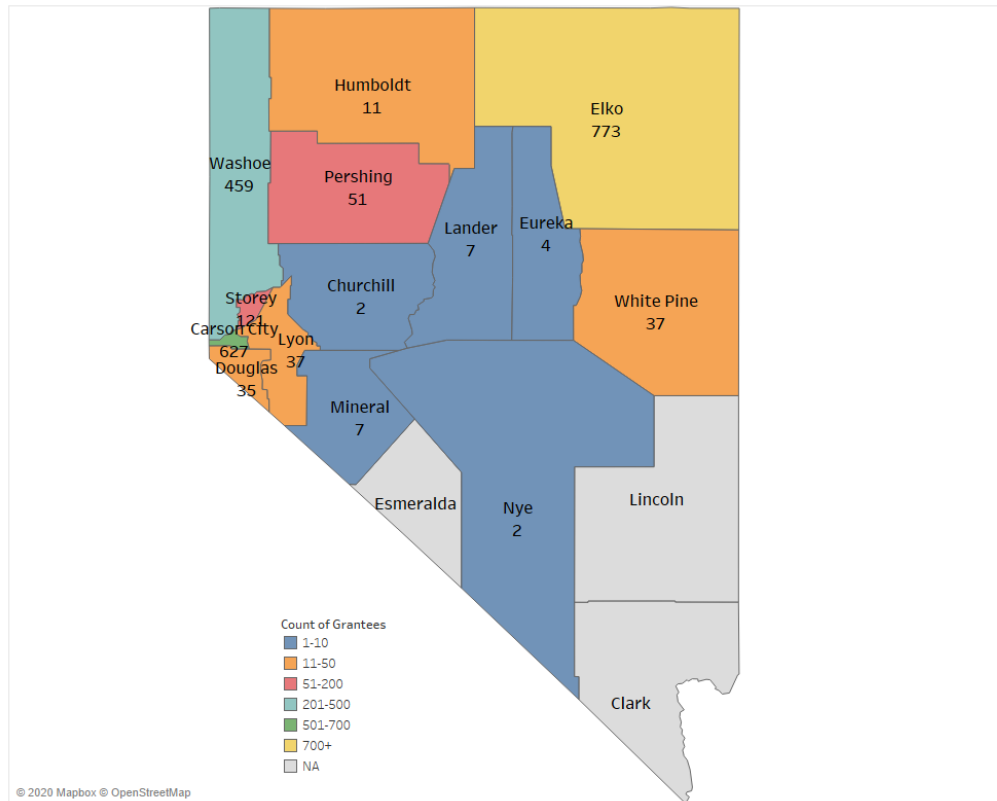 Humboldt
11
Elko
773
Washoe
459
Pershing
51
Lander
7
Eureka
4
Churchill
2
White Pine
37
Storey
121
Carson City
627
Lyon
37
Douglas
35
Mineral
7
Esmeralda
Nye
2
Lincoln
Clark
Count of Grantees
1-10
11-50
51-200
201-500
501-700
700+
NA
© 2020 Mapbox © OpenStreetMap